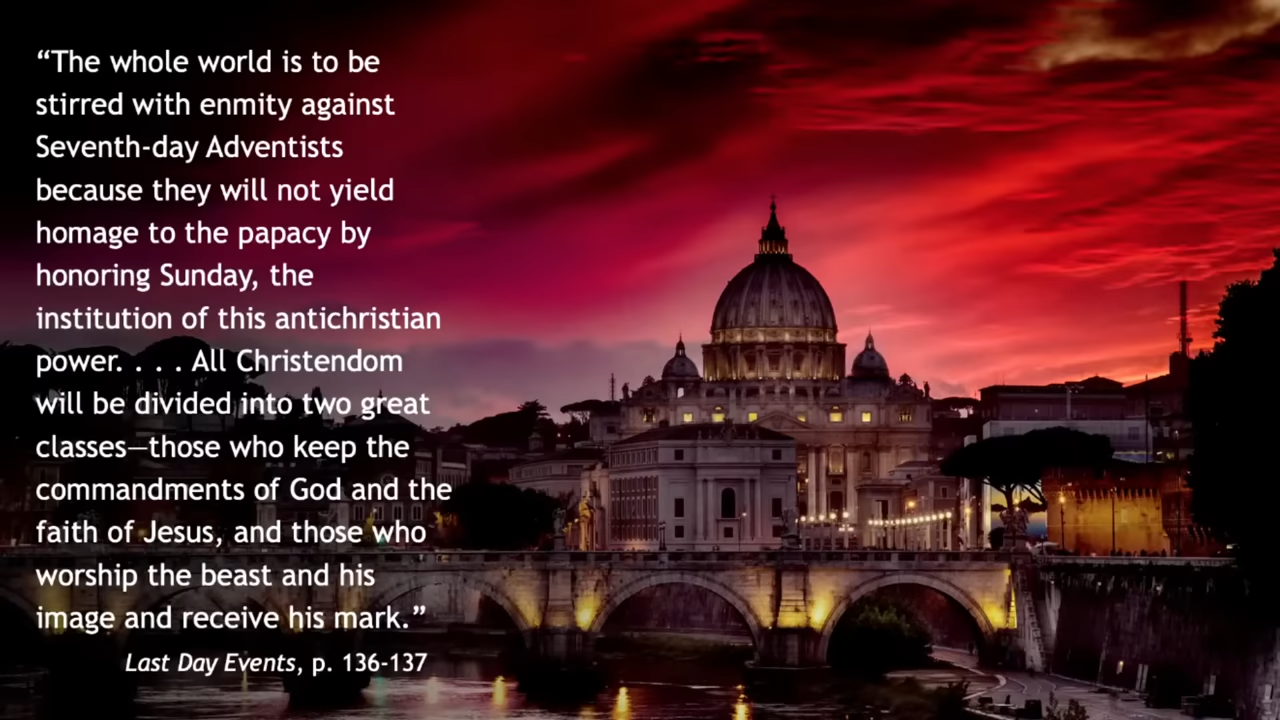 “The whole world is to be
stirred with enmity against
Seventh-day Adventists
because they will not yield
homage to the papacy by
honoring Sunday, the
institution of this antichristian
power. . . . All Christendom
will be divided into two great
classes—those who keep the
commandments of God and the
faith of Jesus, and those who
worship the beast and his
image and receive his mark.”
Last Day Events, p. 136-137